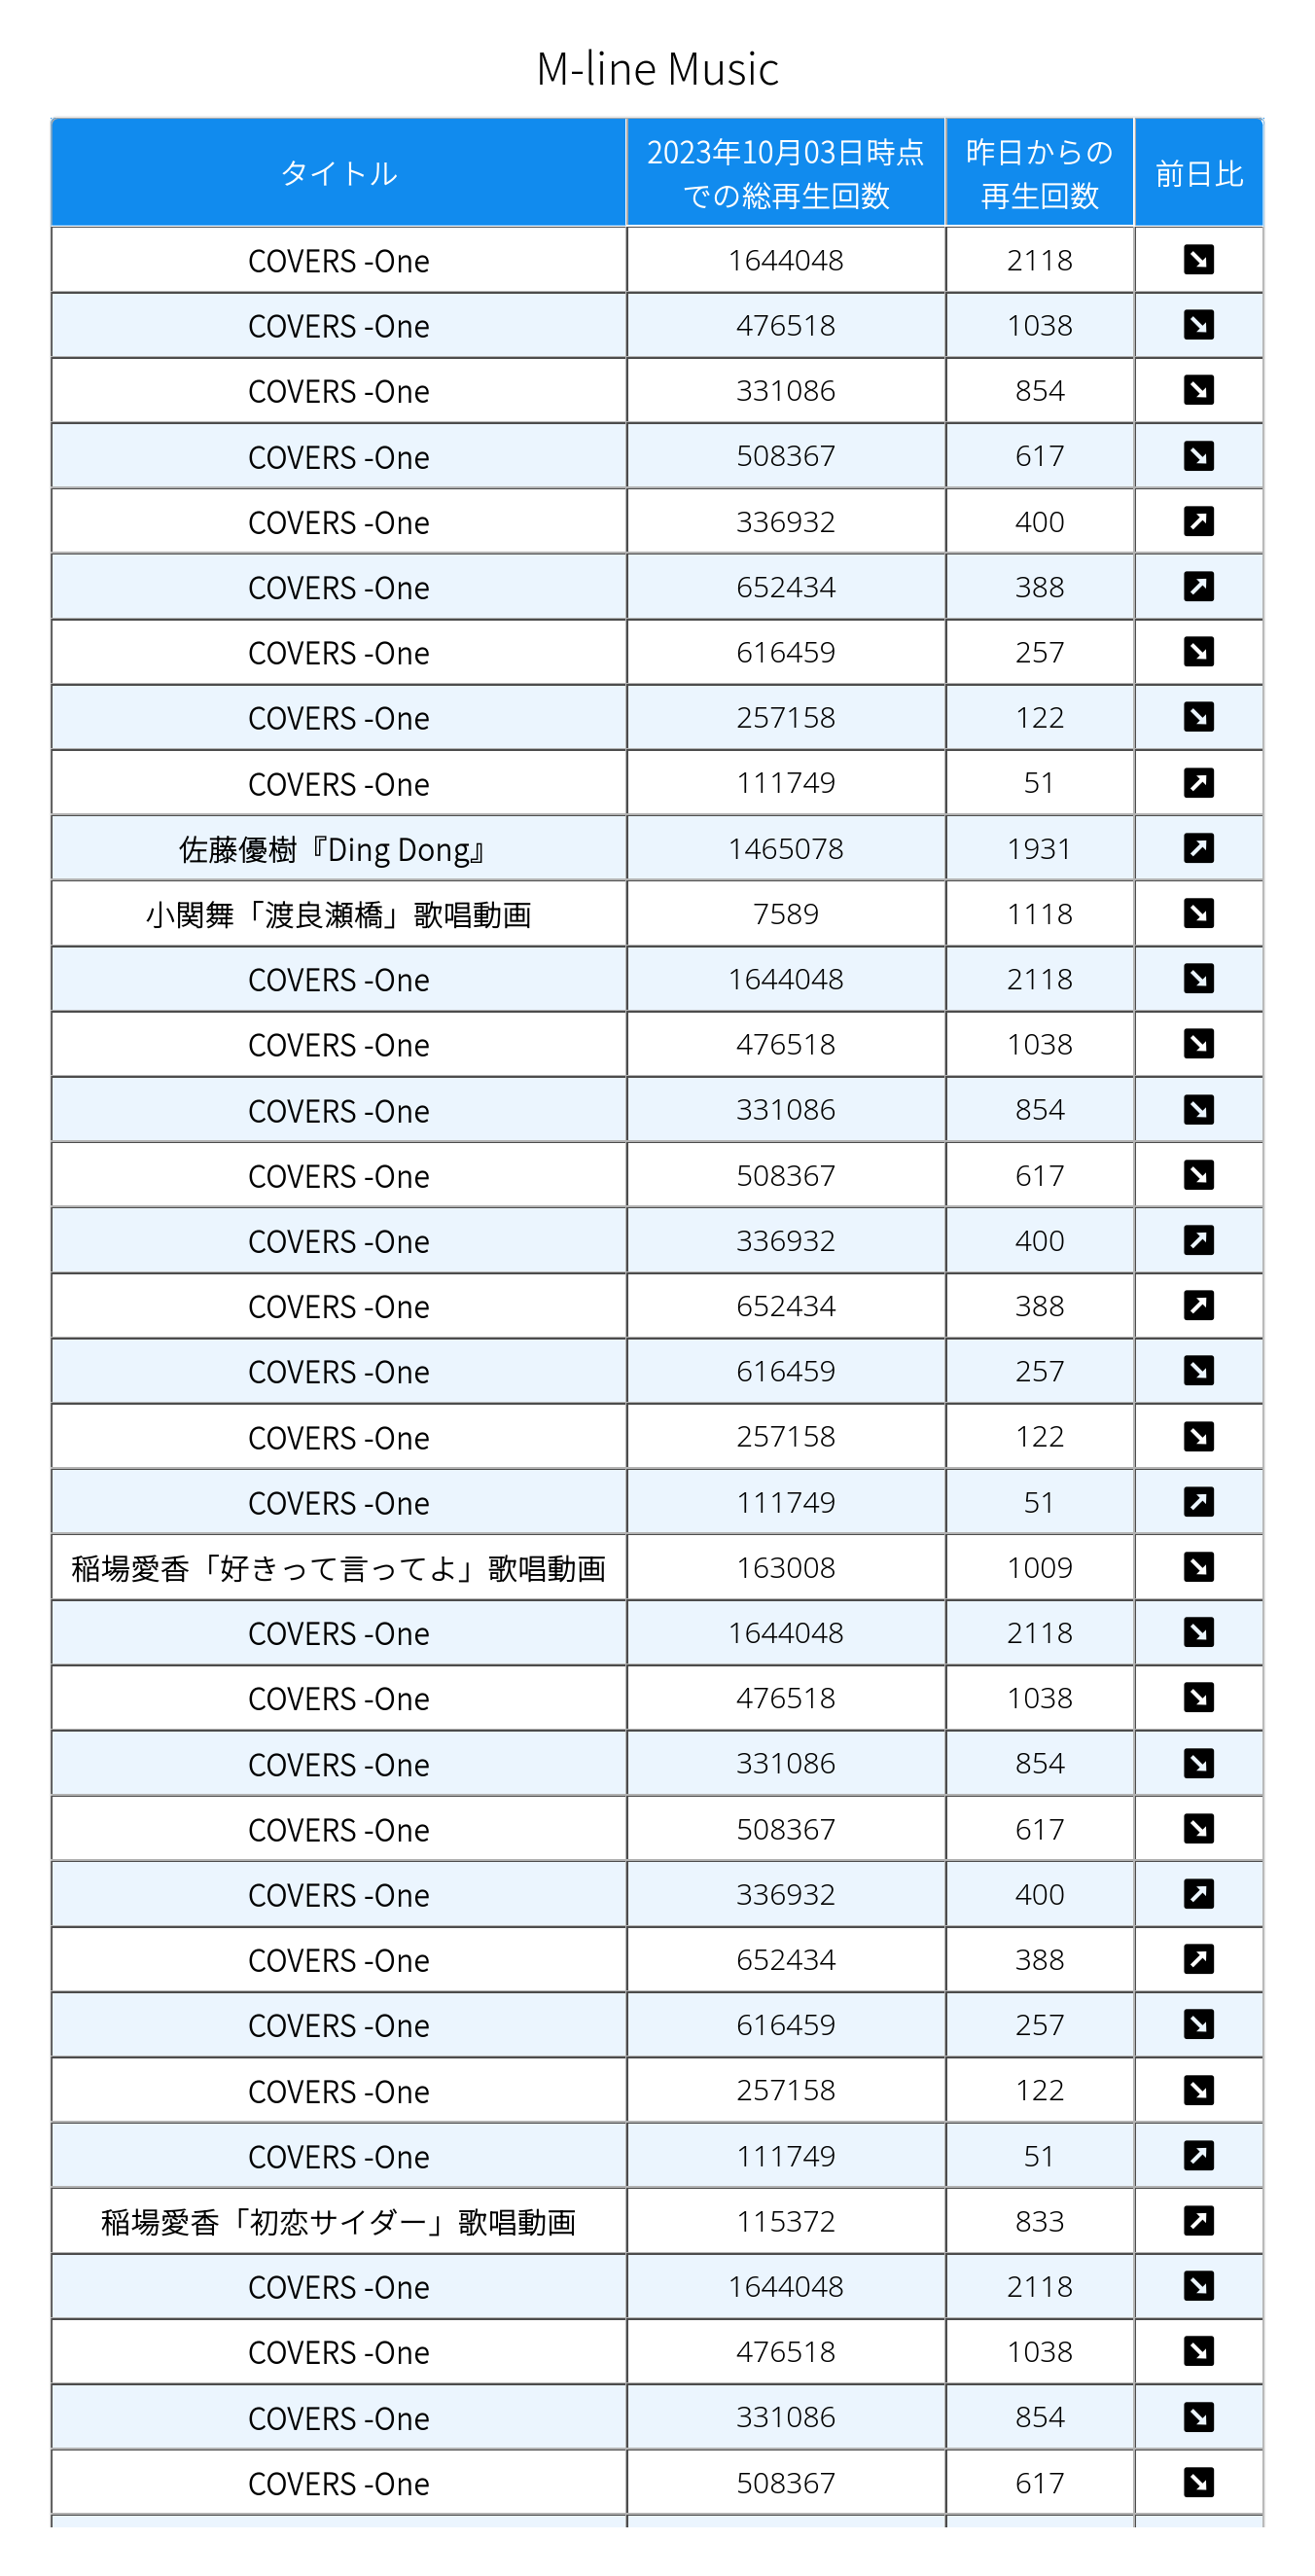 M-line Music
タイトル 2023年10月03日時点での総再生回数 昨日からの再生回数 前日比
COVERS -One 1644048 2118 ↘
COVERS -One 476518 1038 ↘
COVERS -One 331086 854 ↘
COVERS -One 508367 617 ↘
COVERS -One 336932 400 ↗
COVERS -One 652434 388 ↗
COVERS -One 616459 257 ↘
COVERS -One 257158 122 ↘
COVERS -One 111749 51 ↗
佐藤優樹『Ding Dong』 1465078 1931 ↗
小関舞「渡良瀬橋」歌唱動画 7589 1118 ↘
COVERS -One 1644048 2118 ↘
COVERS -One 476518 1038 ↘
COVERS -One 331086 854 ↘
COVERS -One 508367 617 ↘
COVERS -One 336932 400 ↗
COVERS -One 652434 388 ↗
COVERS -One 616459 257 ↘
COVERS -One 257158 122 ↘
COVERS -One 111749 51 ↗
稲場愛香「好きって言ってよ」歌唱動画 163008 1009 ↘
COVERS -One 1644048 2118 ↘
COVERS -One 476518 1038 ↘
COVERS -One 331086 854 ↘
COVERS -One 508367 617 ↘
COVERS -One 336932 400 ↗
COVERS -One 652434 388 ↗
COVERS -One 616459 257 ↘
COVERS -One 257158 122 ↘
COVERS -One 111749 51 ↗
稲場愛香「初恋サイダー」歌唱動画 115372 833 ↗
COVERS -One 1644048 2118 ↘
COVERS -One 476518 1038 ↘
COVERS -One 331086 854 ↘
COVERS -One 508367 617 ↘